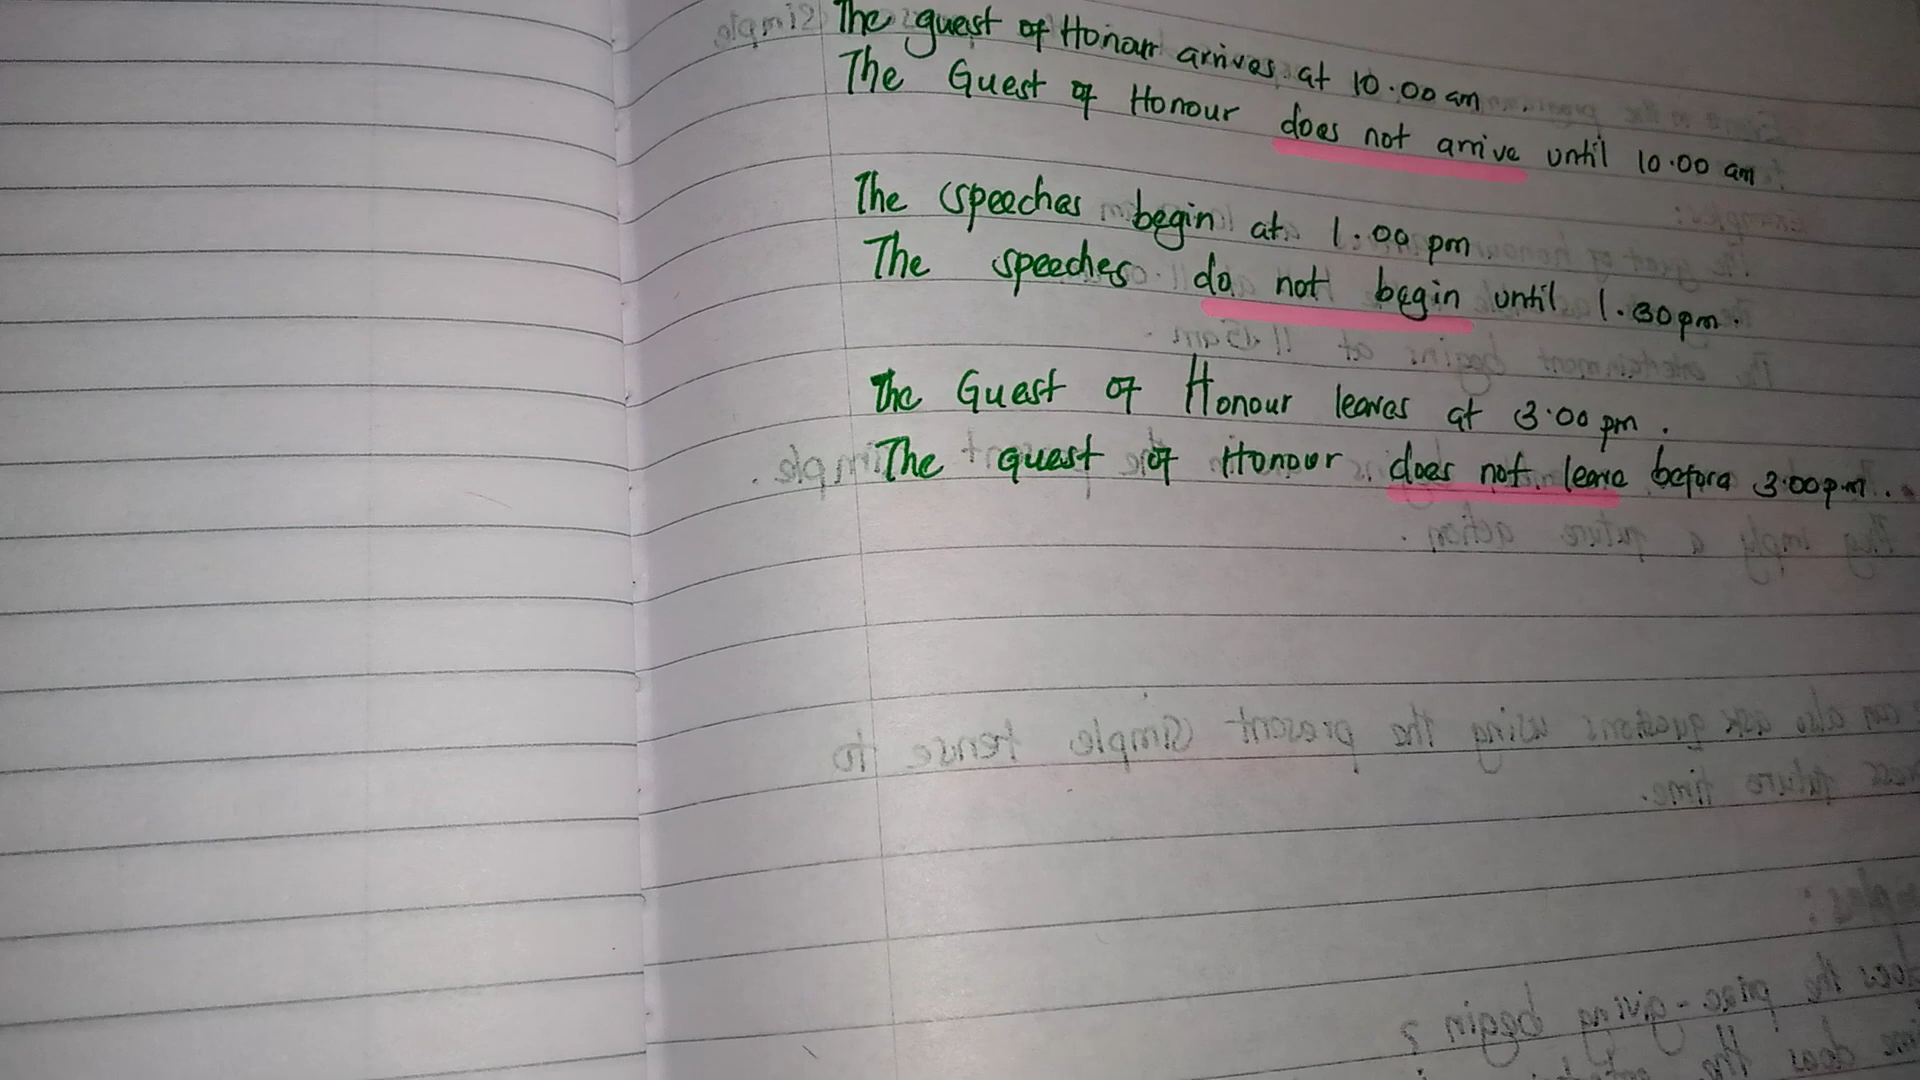 The guest of Honour arrives at 10.00 am
The Guest of Honour does not arrive until 10.00 am.
The speeches begin at 1.00 pm
The speeches do not begin until 1.30pm.
The Guest of Honour leaves at 3.00 pm.
The guest of Honour does not leave before 3.00pm.